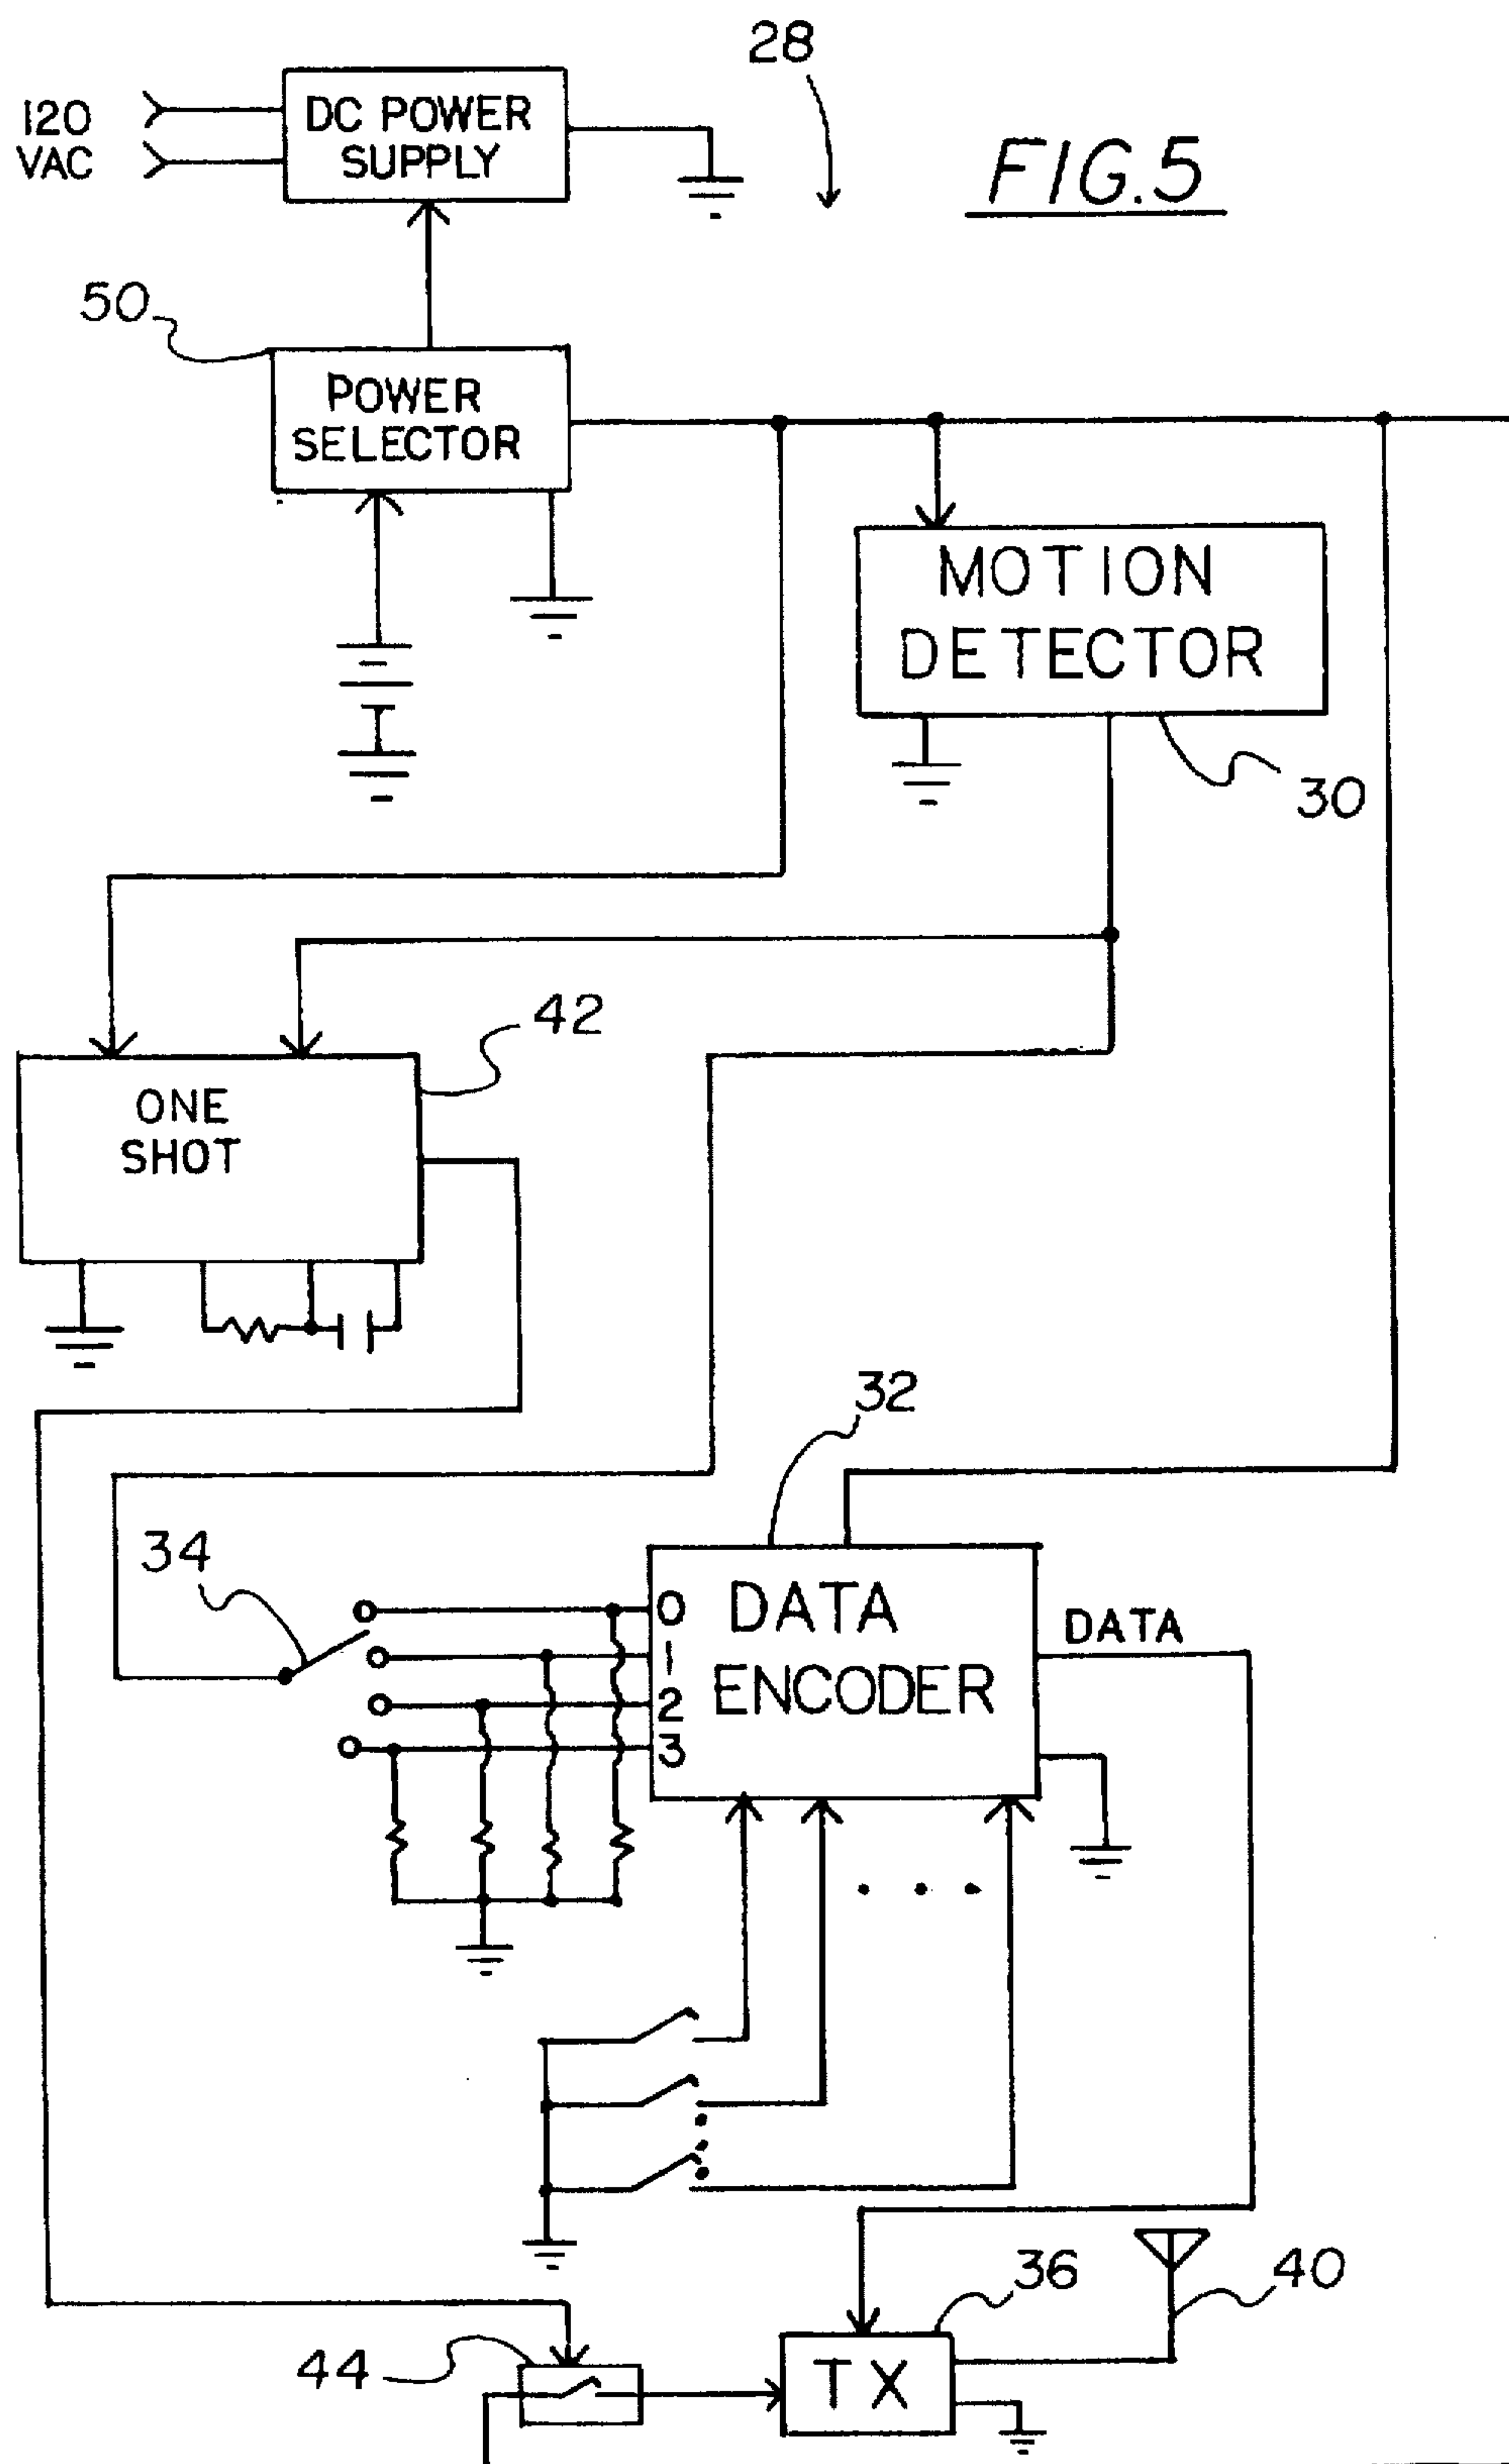 28
120
VAC
DC POWER
SUPPLY
FIG.5
50
POWER
SELECTOR
MOTION
DETECTOR
30
42
ONE
SHOT
32
34
0
1
2
3
DATA
ENCODER
DATA
36
40
44
TX